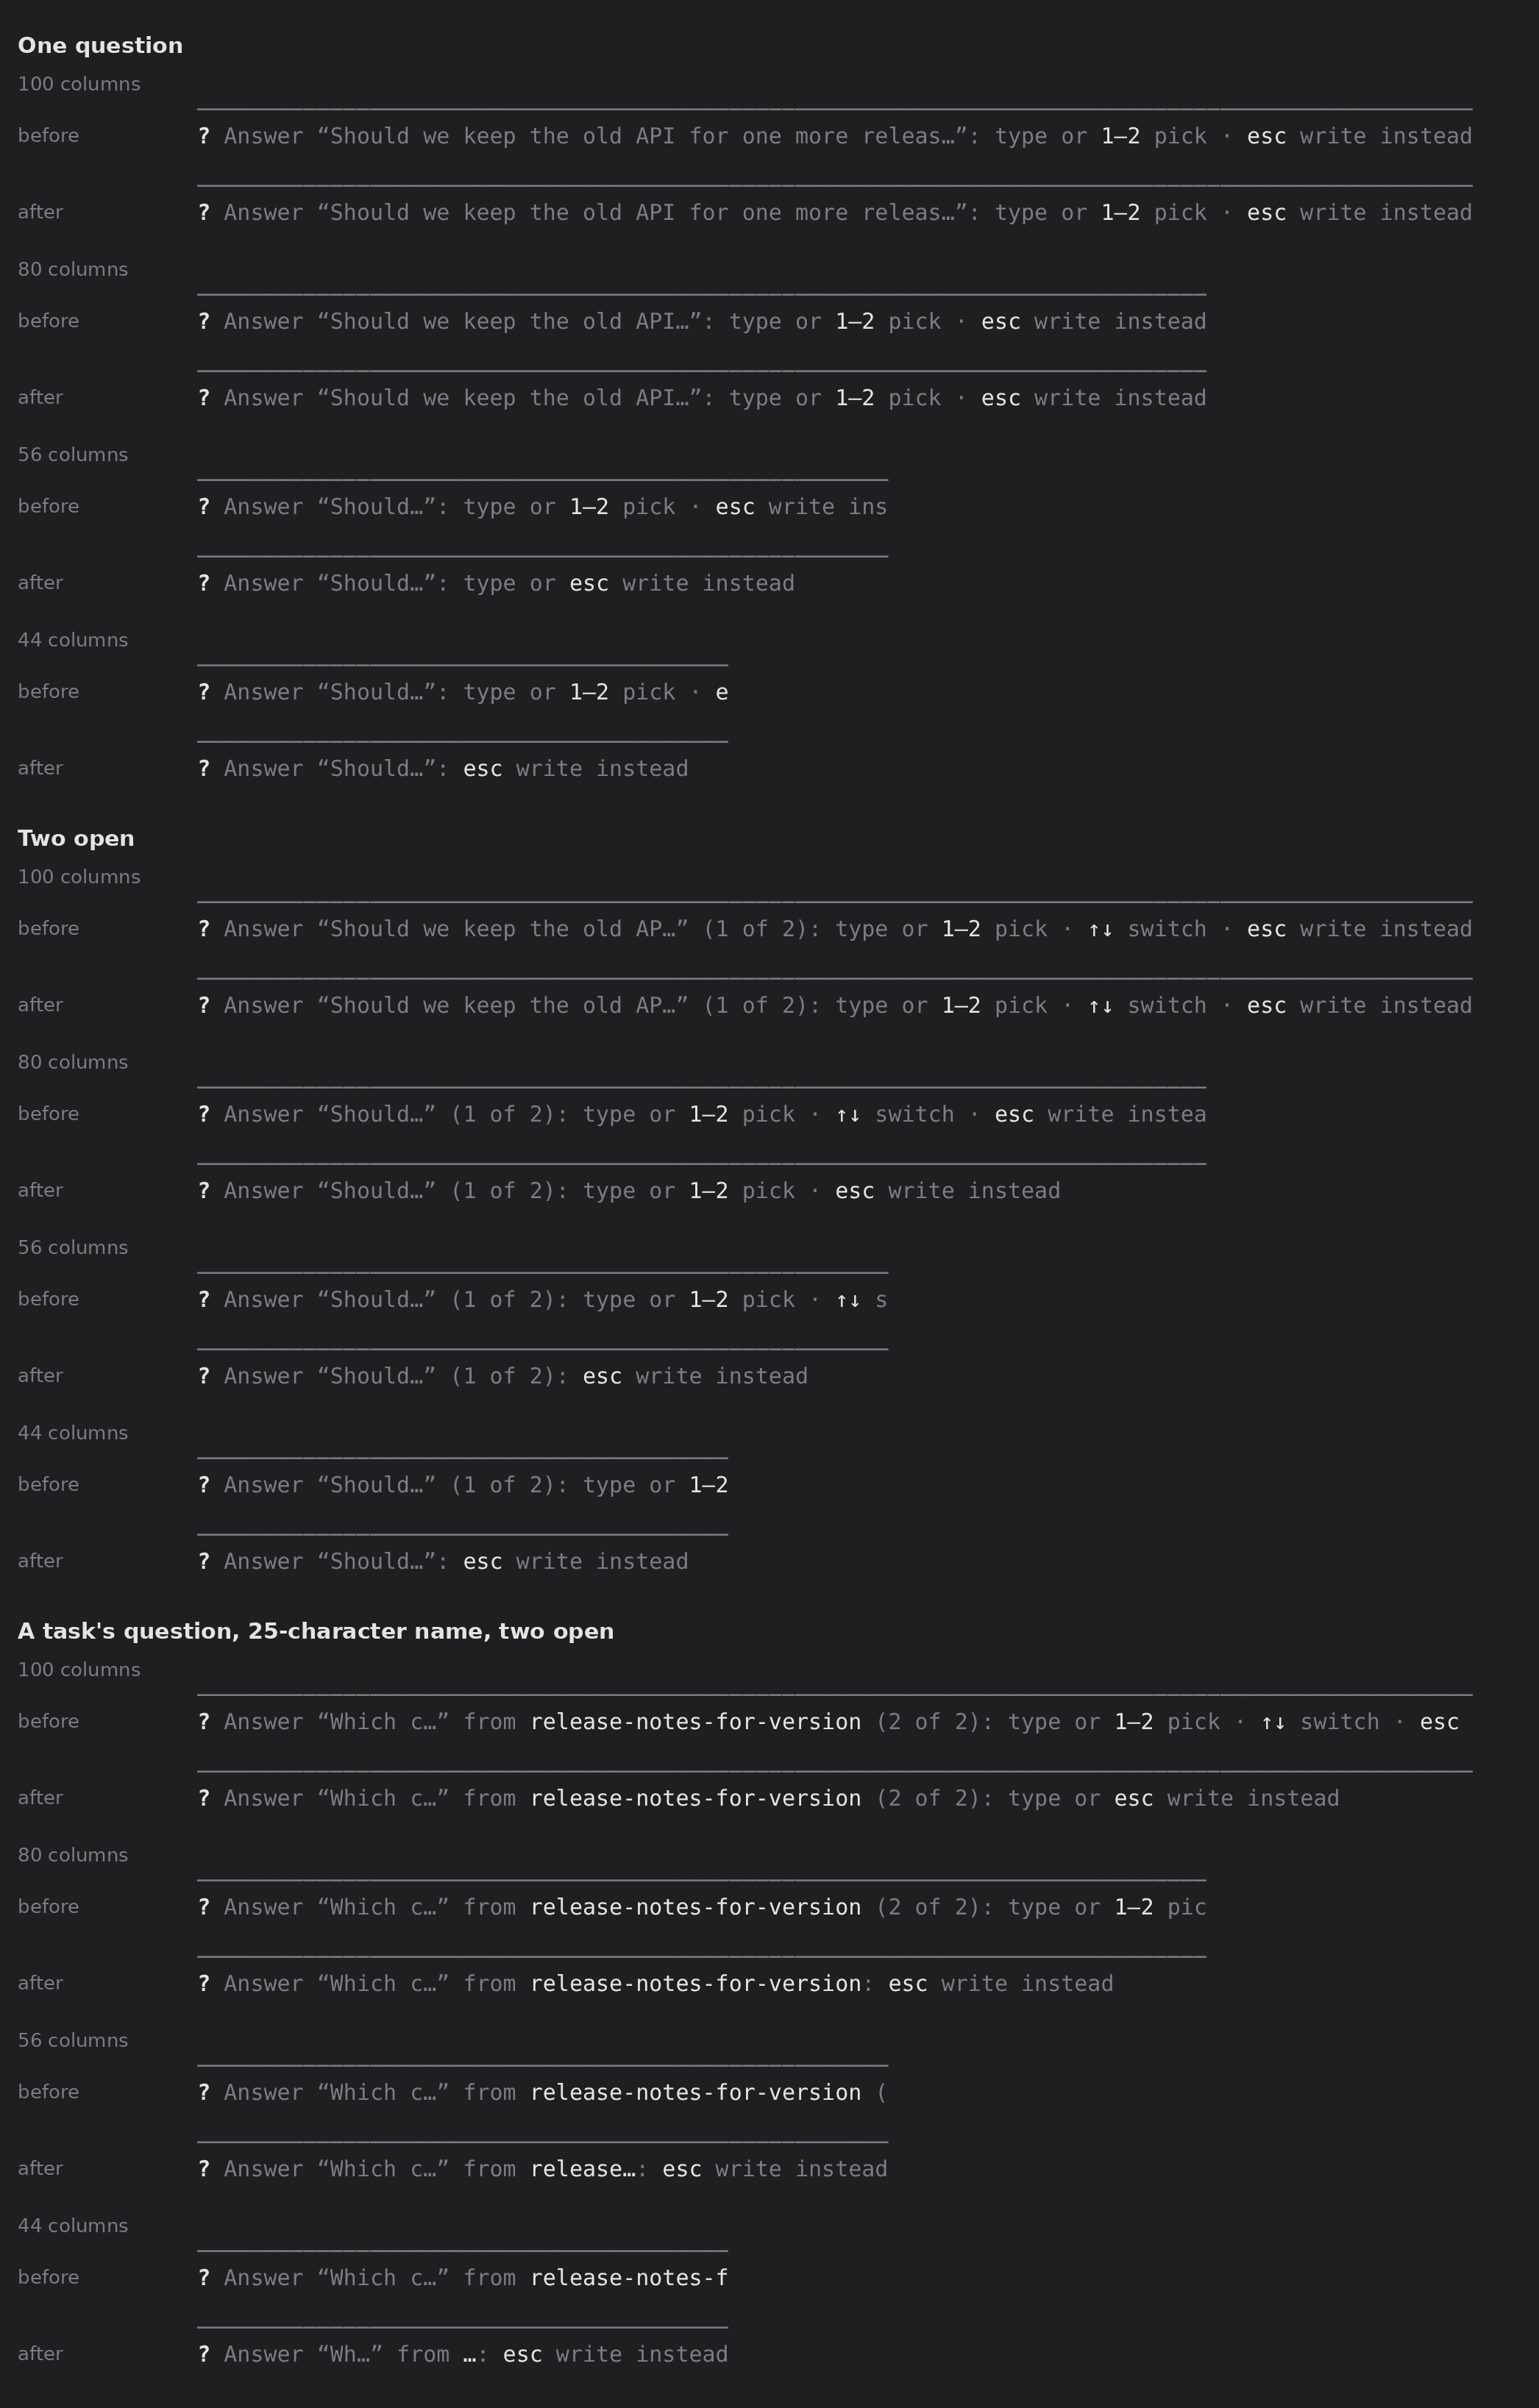 One question
100 columns
before ? Answer “Should we keep the old API for one more releas…”: type or 1–2 pick · esc write instead
after ? Answer “Should we keep the old API for one more releas…”: type or 1–2 pick · esc write instead
80 columns
before ? Answer “Should we keep the old API…”: type or 1–2 pick · esc write instead
after ? Answer “Should we keep the old API…”: type or 1–2 pick · esc write instead
56 columns
before ? Answer “Should…”: type or 1–2 pick · esc write ins
after ? Answer “Should…”: type or esc write instead
44 columns
before ? Answer “Should…”: type or 1–2 pick · e
after ? Answer “Should…”: esc write instead
Two open
100 columns
before ? Answer “Should we keep the old AP…” (1 of 2): type or 1–2 pick · ↑↓ switch · esc write instead
after ? Answer “Should we keep the old AP…” (1 of 2): type or 1–2 pick · ↑↓ switch · esc write instead
80 columns
before ? Answer “Should…” (1 of 2): type or 1–2 pick · ↑↓ switch · esc write instea
after ? Answer “Should…” (1 of 2): type or 1–2 pick · esc write instead
56 columns
before ? Answer “Should…” (1 of 2): type or 1–2 pick · ↑↓ s
after ? Answer “Should…” (1 of 2): esc write instead
44 columns
before ? Answer “Should…” (1 of 2): type or 1–2
after ? Answer “Should…”: esc write instead
A task's question, 25-character name, two open
100 columns
before ? Answer “Which c…” from release-notes-for-version (2 of 2): type or 1–2 pick · ↑↓ switch · esc
after ? Answer “Which c…” from release-notes-for-version (2 of 2): type or esc write instead
80 columns
before ? Answer “Which c…” from release-notes-for-version (2 of 2): type or 1–2 pic
after ? Answer “Which c…” from release-notes-for-version: esc write instead
56 columns
before ? Answer “Which c…” from release-notes-for-version (
after ? Answer “Which c…” from release…: esc write instead
44 columns
before ? Answer “Which c…” from release-notes-f
after ? Answer “Wh…” from …: esc write instead